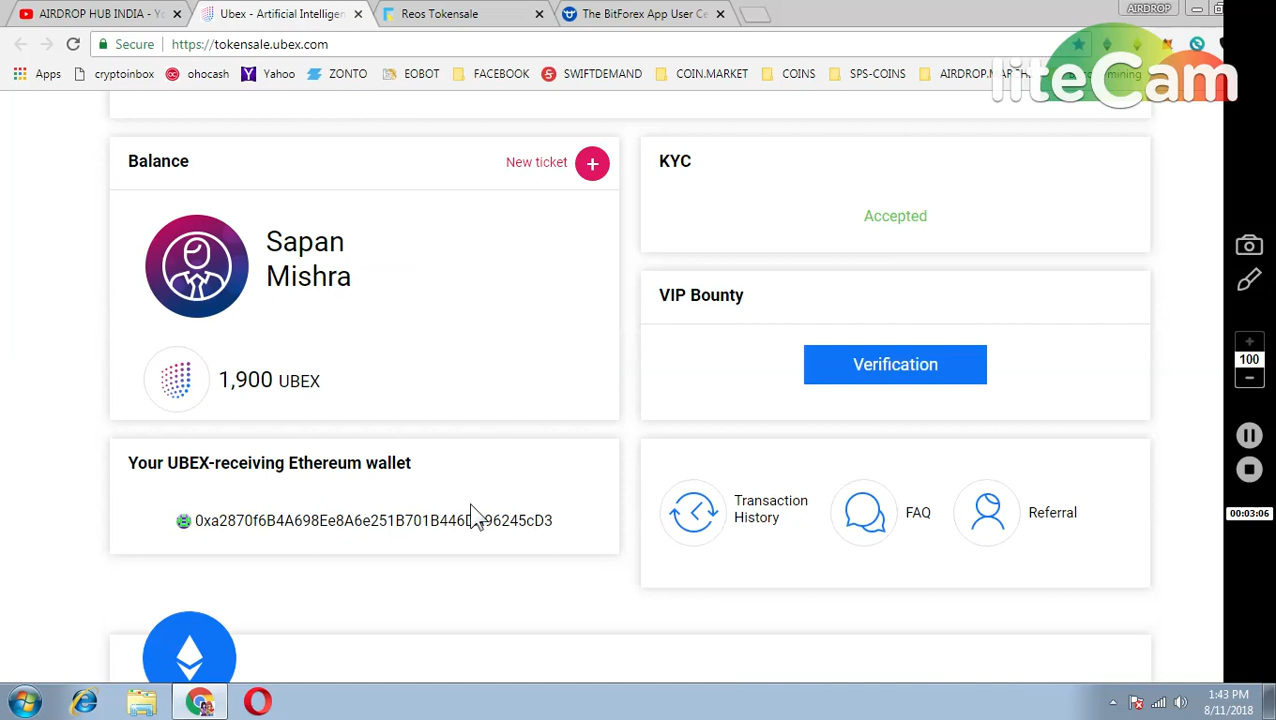 AIRDROP HUB INDIA - Yo
Ubex - Artificial Intelligen
Reos Tokensale
The BitForex App User Ce
AIRDROP
Secure
https://tokensale.ubex.com
Apps
cryptoinbox
ohocash
Yahoo
ZONTO
EOBOT
FACEBOOK
SWIFTDEMAND
COIN.MARKET
COINS
SPS-COINS
mining
liteCam
Balance
New ticket
KYC
Accepted
Sapan
Mishra
VIP Bounty
Verification
1,900 UBEX
100
Your UBEX-receiving Ethereum wallet
Transaction
History
FAQ
Referral
00:03:06
1:43 PM
8/11/2018